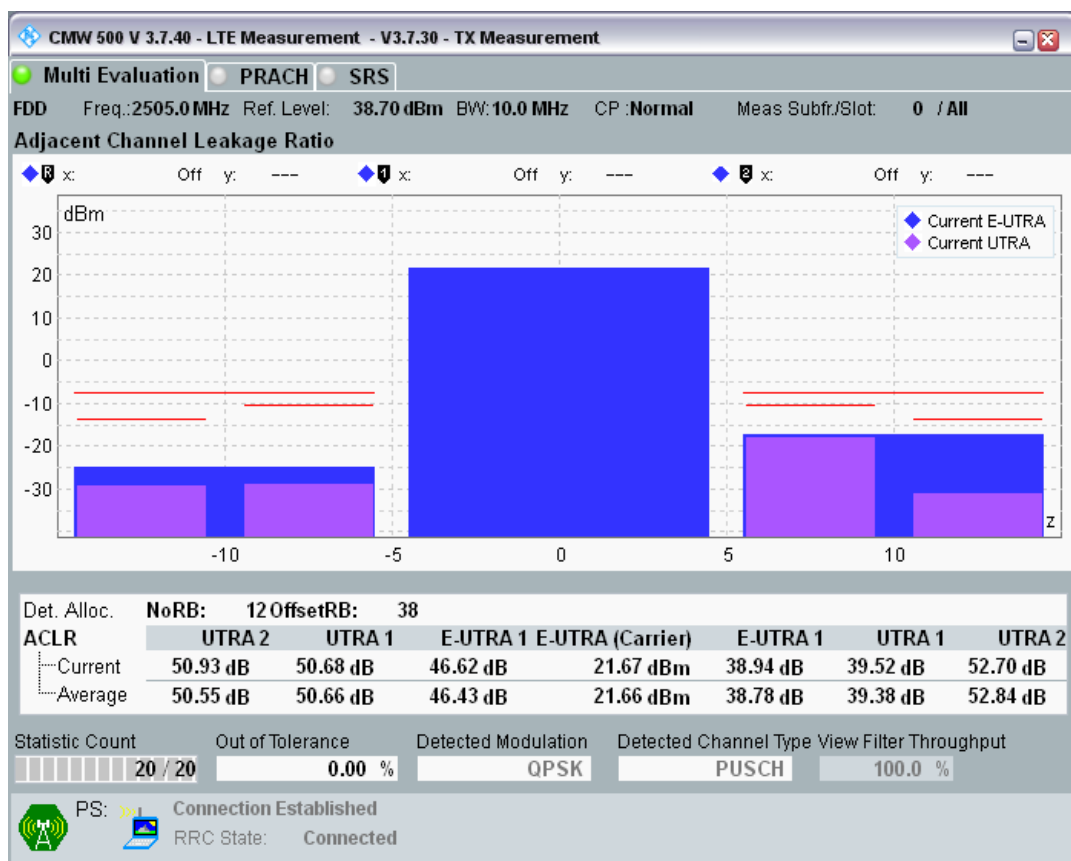 CMW 500 V 3.7.40 - LTE Measurement - V3.7.30 - TX Measurement
Multi Evaluation PRACH SRS
FDD Freq.:2505.0 MHz Ref. Level: 38.70 dBm BW:10.0 MHz CP :Normal Meas Subfr./Slot: 0 / All
Adjacent Channel Leakage Ratio
R x: Off y: --- 1 x: Off y: --- 2 x: Off y: ---
dBm
Current E-UTRA
Current UTRA
30
20
10
0
-10
-20
-30
z
-10 -5 0 5 10
Det. Alloc. NoRB: 12 OffsetRB: 38
ACLR UTRA 2 UTRA 1 E-UTRA 1 E-UTRA (Carrier) E-UTRA 1 UTRA 1 UTRA 2
Current 50.93 dB 50.68 dB 46.62 dB 21.67 dBm 38.94 dB 39.52 dB 52.70 dB
Average 50.55 dB 50.66 dB 46.43 dB 21.66 dBm 38.78 dB 39.38 dB 52.84 dB
Statistic Count Out of Tolerance Detected Modulation Detected Channel Type View Filter Throughput
20 / 20 0.00 % QPSK PUSCH 100.0 %
PS: Connection Established
RRC State: Connected